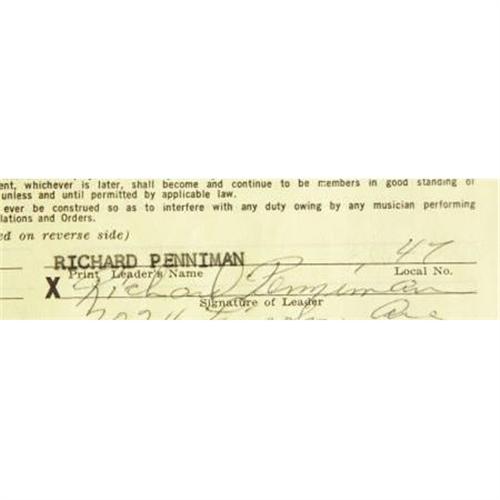 ent, whichever is later, shall become and continue to be members in good standing of
unless and until permitted by applicable law.
ever be construed so as to interfere with any duty owing by any musician performing
lations and Orders.
ed on reverse side)
RICHARD PENNIMAN 47
Print Leader's Name Local No.
X Richard Penniman
Signature of Leader
Ave